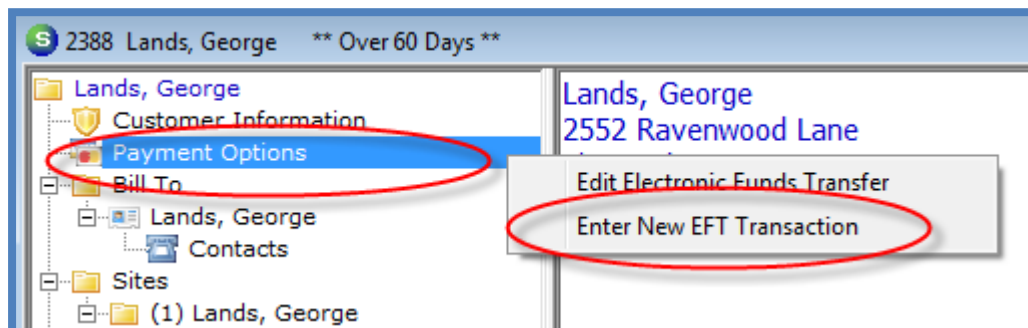 S 2388 Lands, George ** Over 60 Days **
Lands, George
Customer Information
Payment Options
Bill To
Lands, George
Contacts
Sites
(1) Lands, George
Lands, George
2552 Ravenwood Lane
Edit Electronic Funds Transfer
Enter New EFT Transaction